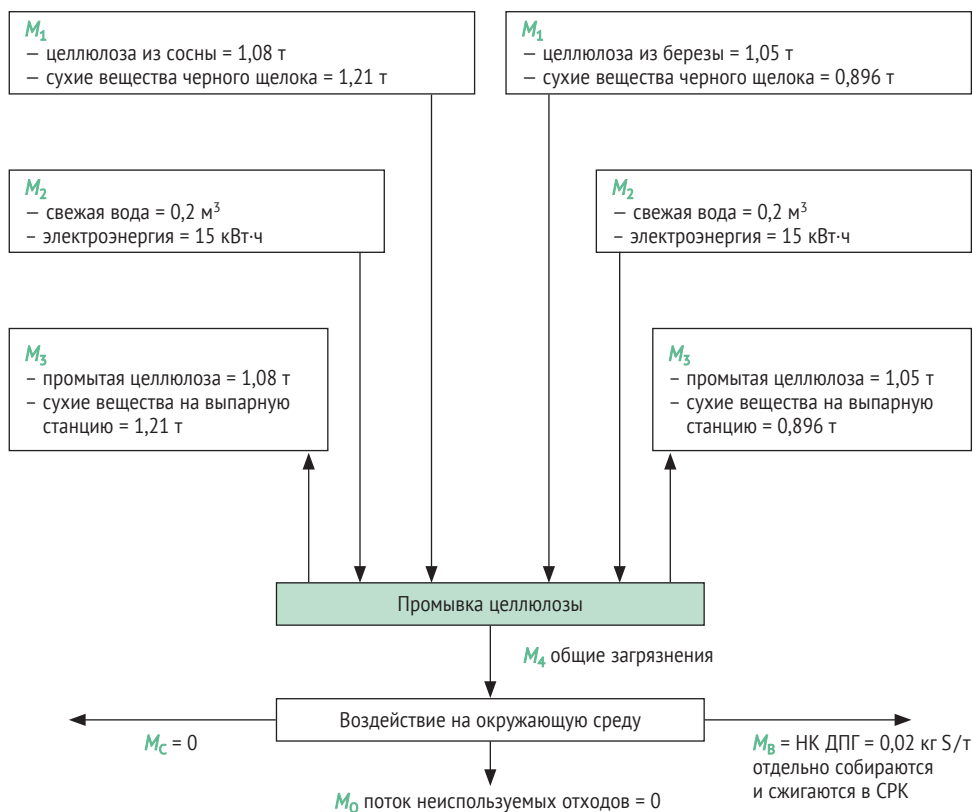 M1
— целлюлоза из сосны = 1,08 т
— сухие вещества черного щелока = 1,21 т
M1
— целлюлоза из березы = 1,05 т
— сухие вещества черного щелока = 0,896 т
M2
— свежая вода = 0,2 м³
— электроэнергия = 15 кВт·ч
M2
— свежая вода = 0,2 м³
— электроэнергия = 15 кВт·ч
M3
– промытая целлюлоза = 1,08 т
– сухие вещества на выпарную
станцию = 1,21 т
M3
– промытая целлюлоза = 1,05 т
– сухие вещества на выпарную
станцию = 0,896 т
Промывка целлюлозы
M4 общие загрязнения
Воздействие на окружающую среду
MС = 0
MВ = НК ДПГ = 0,02 кг S/т
отдельно собираются
и сжигаются в СРК
MО поток неиспользуемых отходов = 0